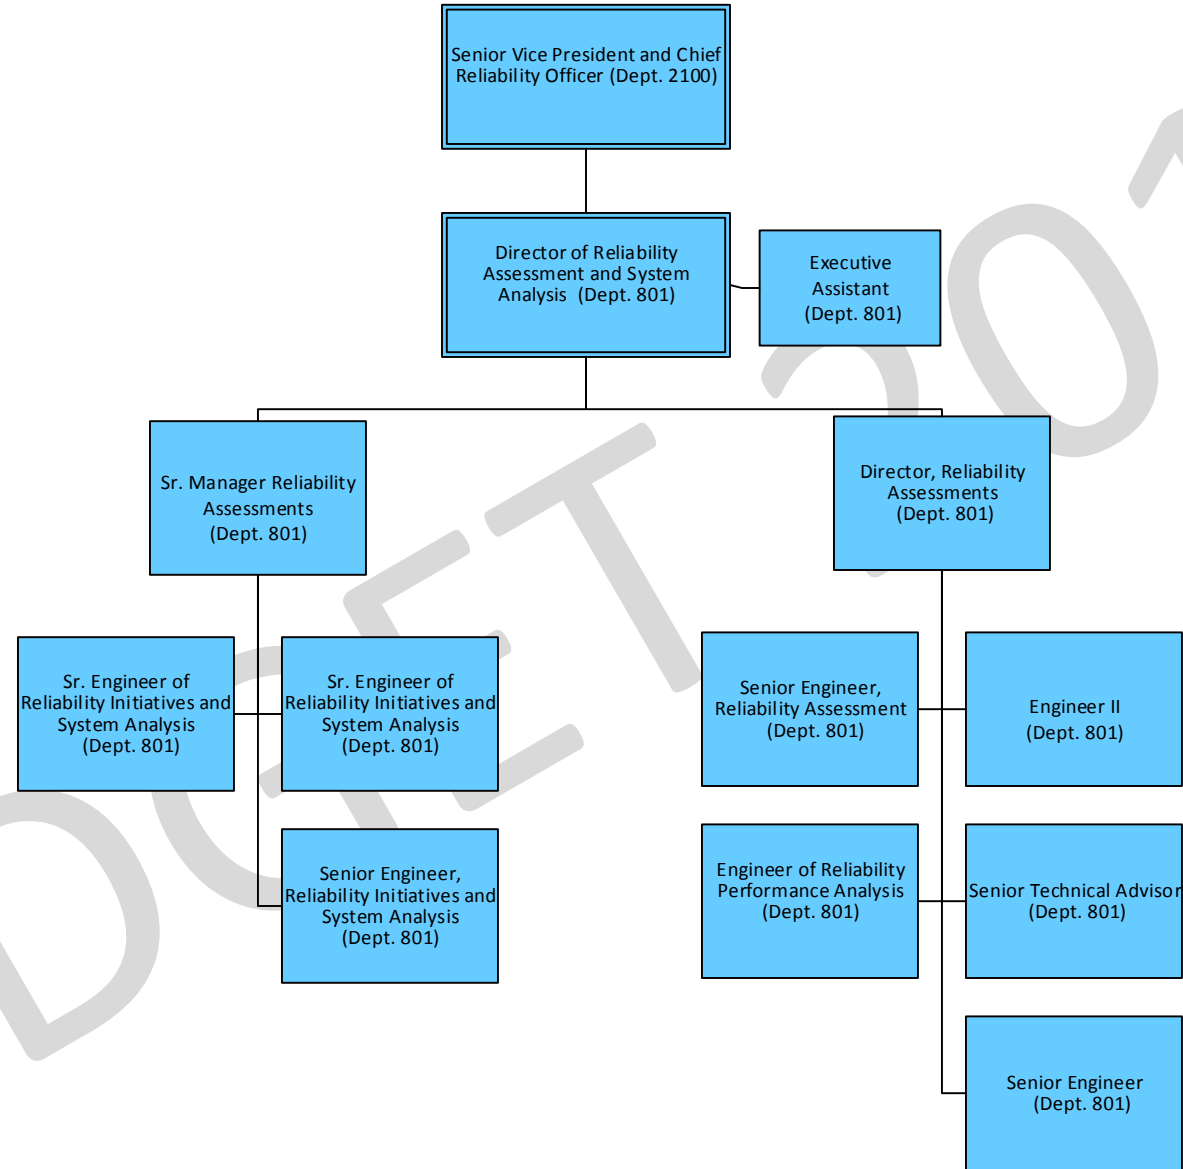 Senior Vice President and Chief
Reliability Officer (Dept. 2100)
Director of Reliability
Assessment and System
Analysis (Dept. 801)
Executive
Assistant
(Dept. 801)
Sr. Manager Reliability
Assessments
(Dept. 801)
Director, Reliability
Assessments
(Dept. 801)
Sr. Engineer of
Reliability Initiatives and
System Analysis
(Dept. 801)
Sr. Engineer of
Reliability Initiatives and
System Analysis
(Dept. 801)
Senior Engineer,
Reliability Assessment
(Dept. 801)
Engineer II
(Dept. 801)
Senior Engineer,
Reliability Initiatives and
System Analysis
(Dept. 801)
Engineer of Reliability
Performance Analysis
(Dept. 801)
Senior Technical Advisor
(Dept. 801)
Senior Engineer
(Dept. 801)
DGET 201